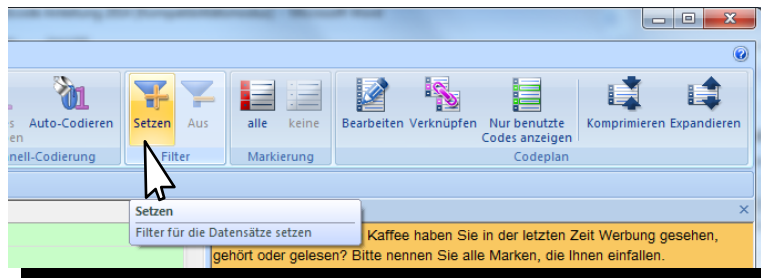 Auto-Codieren
Setzen
Aus
alle
keine
Bearbeiten
Verknüpfen
Nur benutzte
Codes anzeigen
Komprimieren
Expandieren
nell-Codierung
Filter
Markierung
Codeplan
Setzen
Filter für die Datensätze setzen
Kaffee haben Sie in der letzten Zeit Werbung gesehen,
gehört oder gelesen? Bitte nennen Sie alle Marken, die Ihnen einfallen.